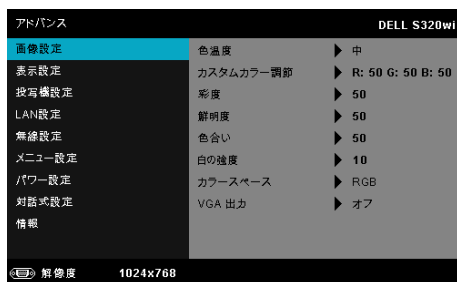 アドバンス DELL S320wi
画像設定 色温度 中
表示設定 カスタムカラー調節 R: 50 G: 50 B: 50
投写機設定 彩度 50
LAN設定 鮮明度 50
無線設定 色合い 50
メニュー設定 白の強度 10
パワー設定 カラースペース RGB
対話式設定 VGA 出力 オフ
情報
解像度 1024x768